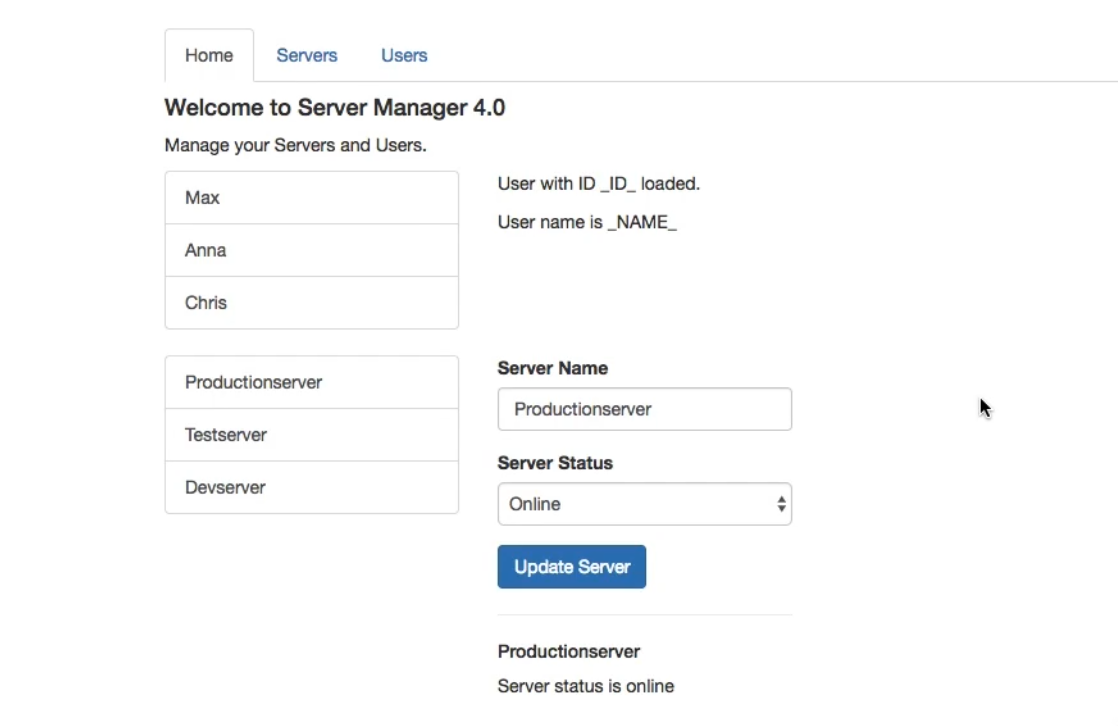 Home Servers Users
Welcome to Server Manager 4.0
Manage your Servers and Users.
Max
Anna
Chris
User with ID _ID_ loaded.
User name is _NAME_
Productionserver
Testserver
Devserver
Server Name
Productionserver
Server Status
Online
Update Server
Productionserver
Server status is online